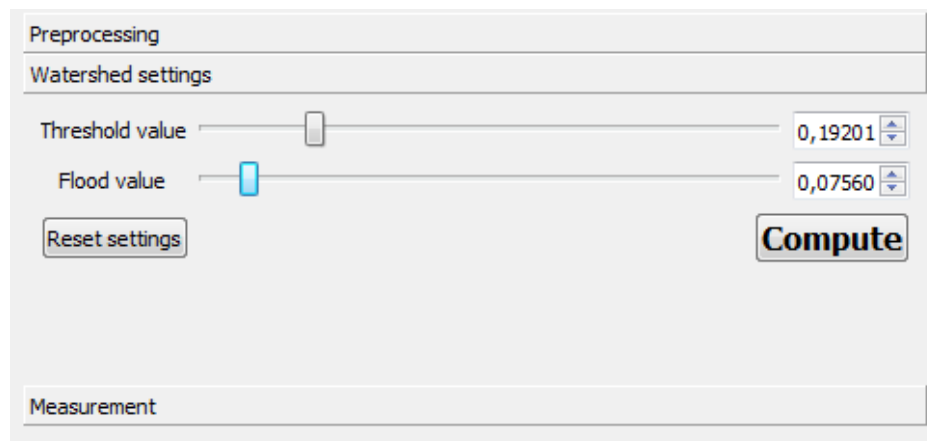 Preprocessing
Watershed settings
Threshold value 0,19201
Flood value 0,07560
Reset settings Compute
Measurement